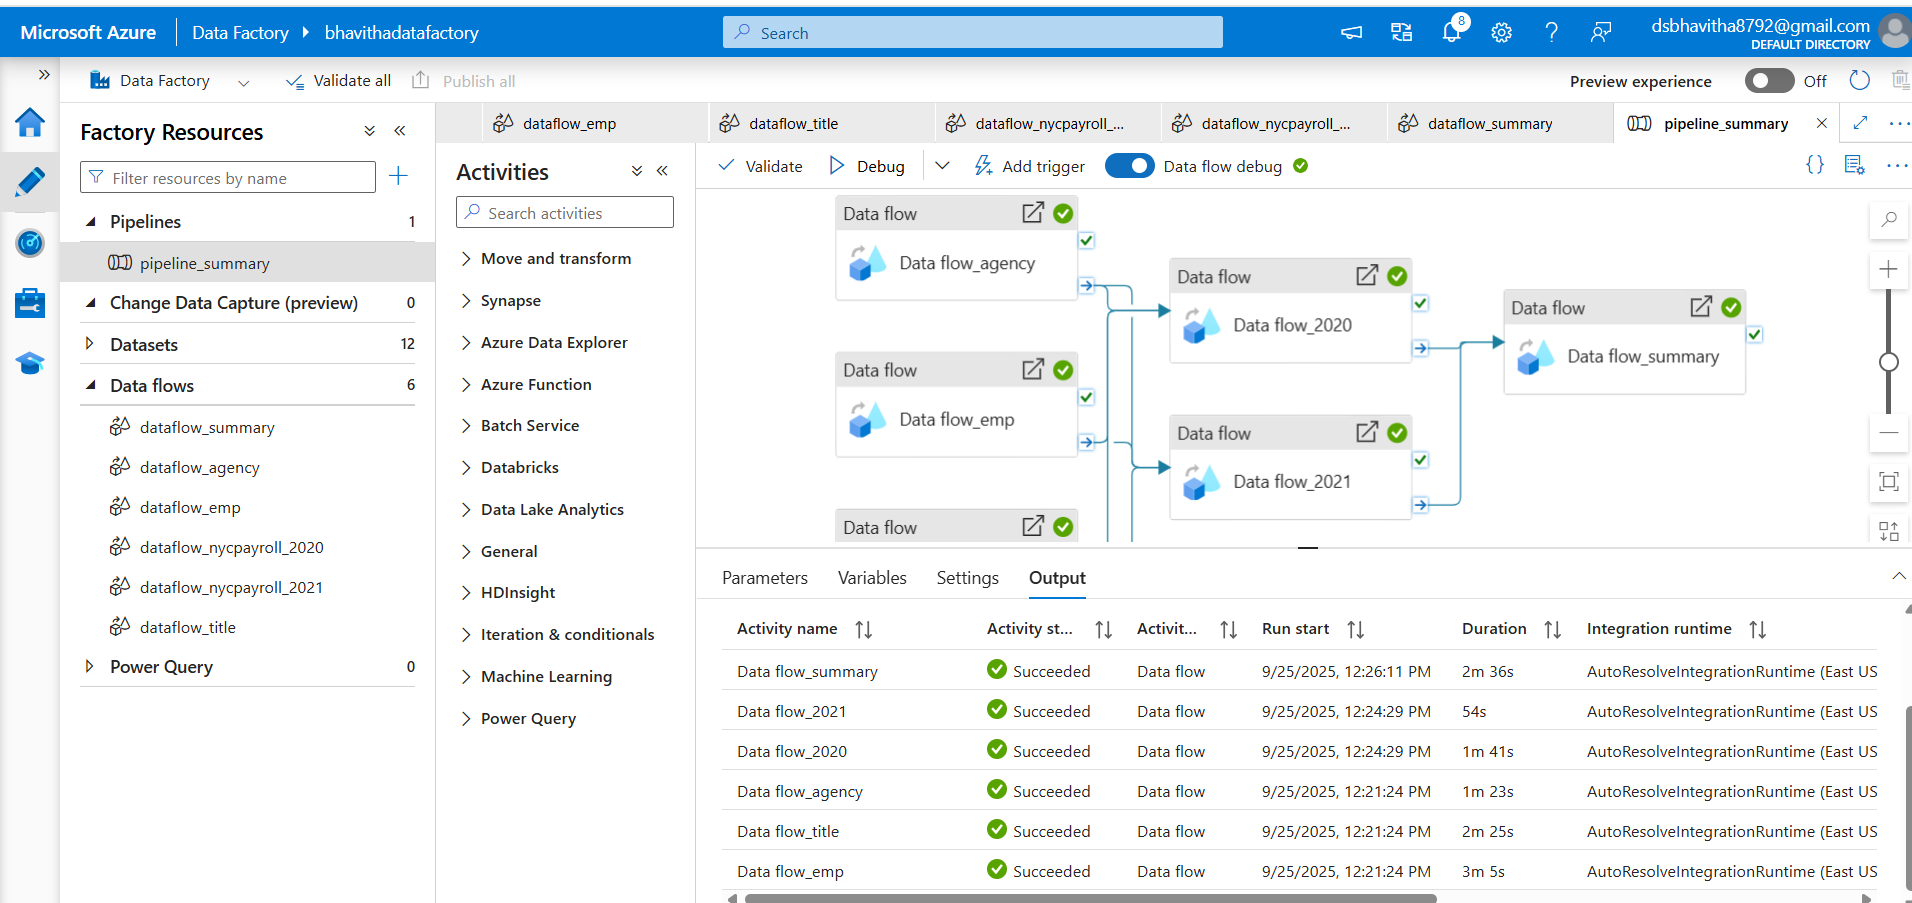 Microsoft Azure Data Factory bhavithadatafactory Search 8 dsbhavitha8792@gmail.com
DEFAULT DIRECTORY
Data Factory Validate all Publish all Preview experience Off
Factory Resources
Filter resources by name
Pipelines 1
pipeline_summary
Change Data Capture (preview) 0
Datasets 12
Data flows 6
dataflow_summary
dataflow_agency
dataflow_emp
dataflow_nycpayroll_2020
dataflow_nycpayroll_2021
dataflow_title
Power Query 0
dataflow_emp dataflow_title dataflow_nycpayroll_... dataflow_nycpayroll_... dataflow_summary pipeline_summary
Activities
Search activities
Move and transform
Synapse
Azure Data Explorer
Azure Function
Batch Service
Databricks
Data Lake Analytics
General
HDInsight
Iteration & conditionals
Machine Learning
Power Query
Validate Debug Add trigger Data flow debug
Data flow
Data flow_agency
Data flow
Data flow_emp
Data flow
Data flow
Data flow_2020
Data flow
Data flow_2021
Data flow
Data flow_summary
Parameters Variables Settings Output
Activity name Activity st... Activit... Run start Duration Integration runtime
Data flow_summary Succeeded Data flow 9/25/2025, 12:26:11 PM 2m 36s AutoResolveIntegrationRuntime (East US
Data flow_2021 Succeeded Data flow 9/25/2025, 12:24:29 PM 54s AutoResolveIntegrationRuntime (East US
Data flow_2020 Succeeded Data flow 9/25/2025, 12:24:29 PM 1m 41s AutoResolveIntegrationRuntime (East US
Data flow_agency Succeeded Data flow 9/25/2025, 12:21:24 PM 1m 23s AutoResolveIntegrationRuntime (East US
Data flow_title Succeeded Data flow 9/25/2025, 12:21:24 PM 2m 25s AutoResolveIntegrationRuntime (East US
Data flow_emp Succeeded Data flow 9/25/2025, 12:21:24 PM 3m 5s AutoResolveIntegrationRuntime (East US